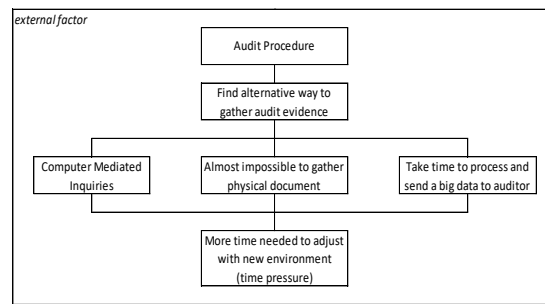 external factor
Audit Procedure
Find alternative way to
gather audit evidence
Computer Mediated
Inquiries
Almost impossible to gather
physical document
Take time to process and
send a big data to auditor
More time needed to adjust
with new environment
(time pressure)